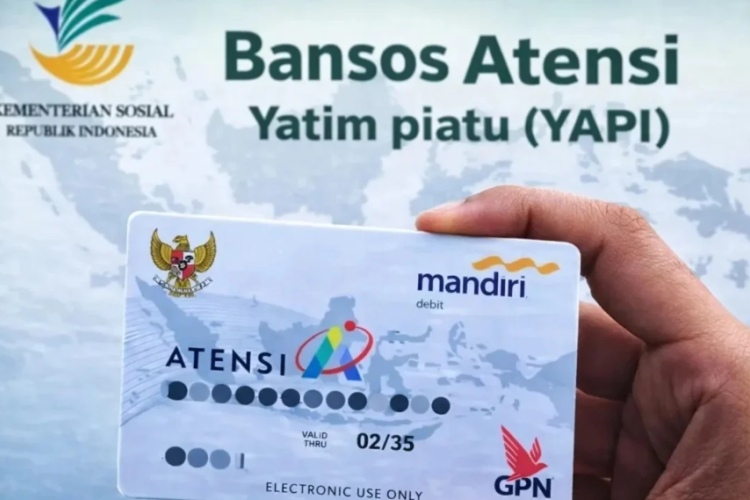 KEMENTERIAN SOSIAL
REPUBLIK INDONESIA
Bansos Atensi
Yatim piatu (YAPI)
mandiri
debit
ATENSI
VALID THRU 02/35
ELECTRONIC USE ONLY
GPN